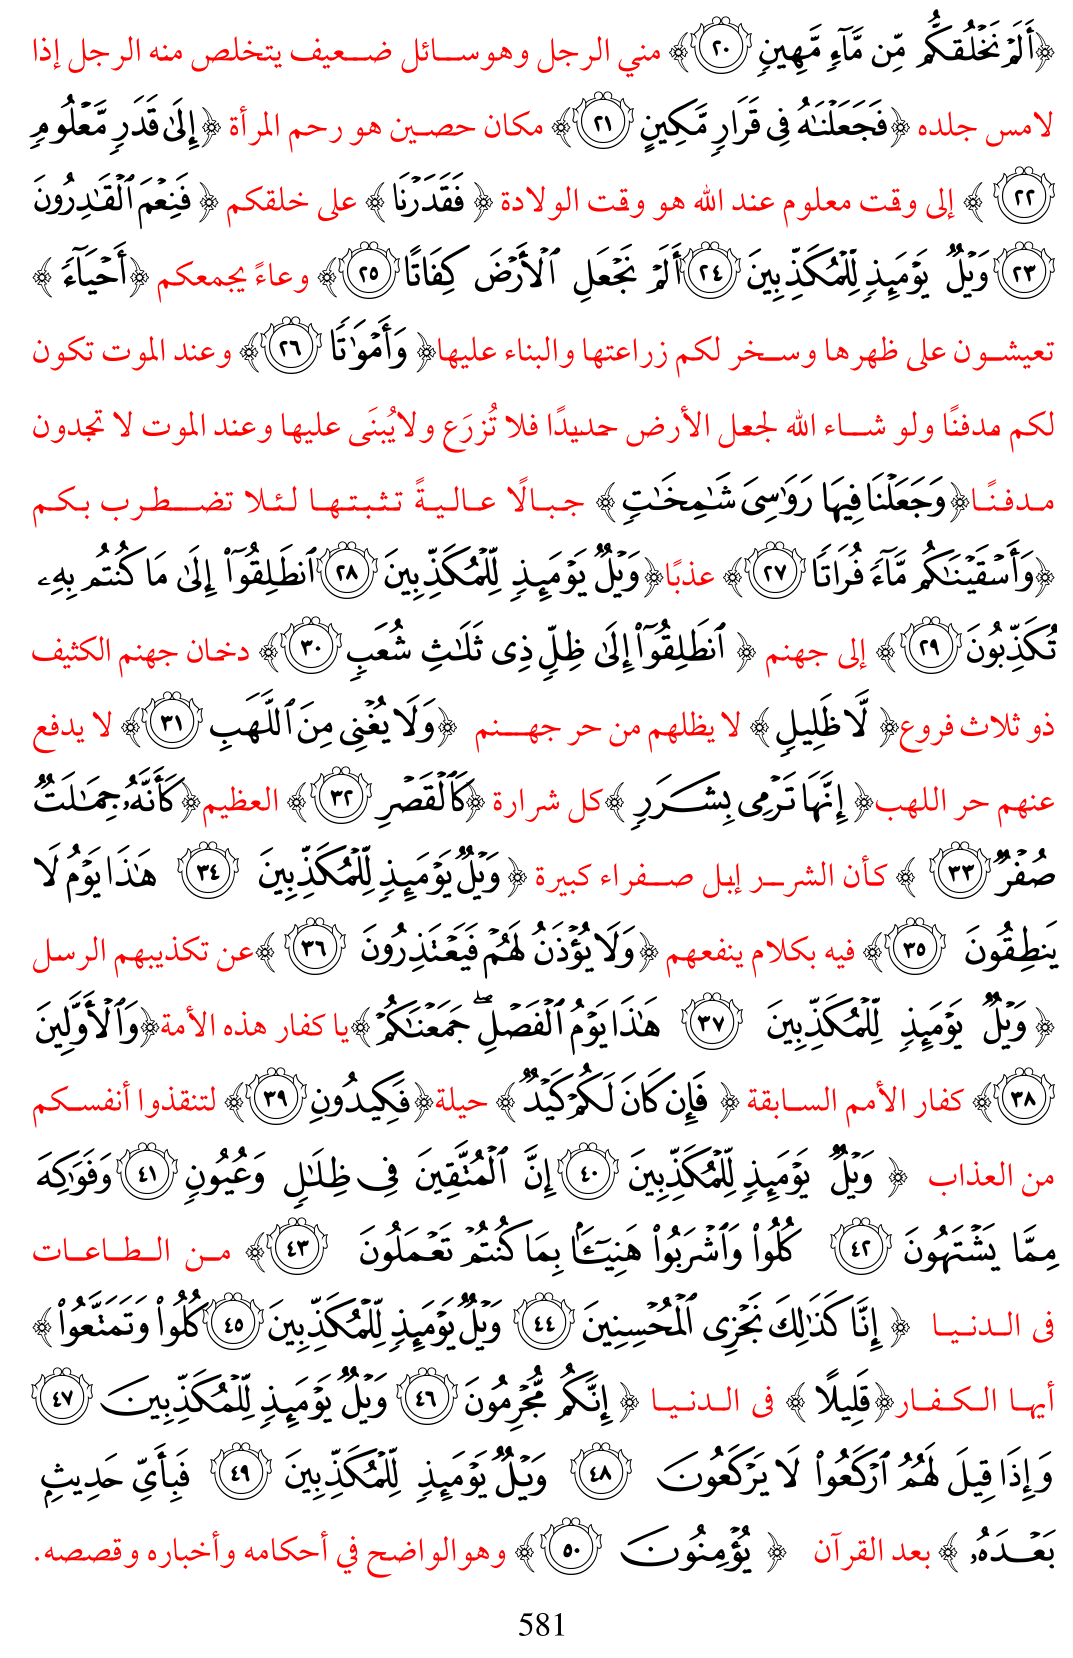 ﴿أَلَمْ نَخْلُقكُّم مِّن مَّآءٍ مَّهِينٍ ٢٠﴾ مني الرجل وهو سائل ضعيف يتخلص منه الرجل إذا
لامس جلده ﴿فَجَعَلْنَٰهُ فِى قَرَارٍ مَّكِينٍ ٢١﴾ مكان حصين هو رحم المرأة ﴿إِلَىٰ قَدَرٍ مَّعْلُومٍ
٢٢﴾ إلى وقت معلوم عند الله هو وقت الولادة ﴿فَقَدَرْنَا﴾ على خلقكم ﴿فَنِعْمَ ٱلْقَٰدِرُونَ
٢٣ وَيْلٌ يَوْمَئِذٍ لِّلْمُكَذِّبِينَ ٢٤ أَلَمْ نَجْعَلِ ٱلْأَرْضَ كِفَاتًا ٢٥﴾ وعاءً يجمعكم ﴿أَحْيَآءً﴾
تعيشون على ظهرها وسخر لكم زراعتها والبناء عليها﴿وَأَمْوَٰتًا ٢٦﴾ وعند الموت تكون
لكم مدفنًا ولو شاء الله لجعل الأرض حديدًا فلا تُزرَع ولا يُبنَى عليها وعند الموت لا تجدون
مدفنًا﴿وَجَعَلْنَا فِيهَا رَوَٰسِىَ شَٰمِخَٰتٍ﴾ جبالًا عاليةً تثبتها لئلا تضطرب بكم
﴿وَأَسْقَيْنَٰكُم مَّآءً فُرَاتًا ٢٧﴾ عذبًا﴿وَيْلٌ يَوْمَئِذٍ لِّلْمُكَذِّبِينَ ٢٨ ٱنطَلِقُوٓا۟ إِلَىٰ مَا كُنتُم بِهِۦ
تُكَذِّبُونَ ٢٩﴾ إلى جهنم ﴿ٱنطَلِقُوٓا۟ إِلَىٰ ظِلٍّ ذِى ثَلَٰثِ شُعَبٍ ٣٠﴾ دخان جهنم الكثيف
ذو ثلاث فروع﴿لَّا ظَلِيلٍ﴾ لا يظلهم من حر جهنم ﴿وَلَا يُغْنِى مِنَ ٱللَّهَبِ ٣١﴾ لا يدفع
عنهم حر اللهب﴿إِنَّهَا تَرْمِى بِشَرَرٍ﴾كل شرارة ﴿كَٱلْقَصْرِ ٣٢﴾ العظيم﴿كَأَنَّهُۥ جِمَٰلَتٌ
صُفْرٌ ٣٣﴾ كأن الشرر إبل صفراء كبيرة ﴿وَيْلٌ يَوْمَئِذٍ لِّلْمُكَذِّبِينَ ٣٤ هَٰذَا يَوْمُ لَا
يَنطِقُونَ ٣٥﴾ فيه بكلام ينفعهم ﴿وَلَا يُؤْذَنُ لَهُمْ فَيَعْتَذِرُونَ ٣٦﴾عن تكذيبهم الرسل
﴿وَيْلٌ يَوْمَئِذٍ لِّلْمُكَذِّبِينَ ٣٧ هَٰذَا يَوْمُ ٱلْفَصْلِ ۖ جَمَعْنَٰكُمْ﴾يا كفار هذه الأمة﴿وَٱلْأَوَّلِينَ
٣٨﴾ كفار الأمم السابقة ﴿فَإِن كَانَ لَكُمْ كَيْدٌ﴾ حيلة﴿فَكِيدُونِ ٣٩﴾ لتنقذوا أنفسكم
من العذاب ﴿وَيْلٌ يَوْمَئِذٍ لِّلْمُكَذِّبِينَ ٤٠ إِنَّ ٱلْمُتَّقِينَ فِى ظِلَٰلٍ وَعُيُونٍ ٤١ وَفَوَٰكِهَ
مِمَّا يَشْتَهُونَ ٤٢ كُلُوا۟ وَٱشْرَبُوا۟ هَنِيٓـًٔۢا بِمَا كُنتُمْ تَعْمَلُونَ ٤٣﴾ من الطاعات
فى الدنيا ﴿إِنَّا كَذَٰلِكَ نَجْزِى ٱلْمُحْسِنِينَ ٤٤ وَيْلٌ يَوْمَئِذٍ لِّلْمُكَذِّبِينَ ٤٥ كُلُوا۟ وَتَمَتَّعُوا۟﴾
أيها الكفار﴿قَلِيلًا﴾ فى الدنيا ﴿إِنَّكُم مُّجْرِمُونَ ٤٦ وَيْلٌ يَوْمَئِذٍ لِّلْمُكَذِّبِينَ ٤٧
وَإِذَا قِيلَ لَهُمُ ٱرْكَعُوا۟ لَا يَرْكَعُونَ ٤٨ وَيْلٌ يَوْمَئِذٍ لِّلْمُكَذِّبِينَ ٤٩ فَبِأَىِّ حَدِيثٍۭ
بَعْدَهُۥ﴾ بعد القرآن ﴿يُؤْمِنُونَ ٥٠﴾ وهو الواضح في أحكامه وأخباره وقصصه.
581